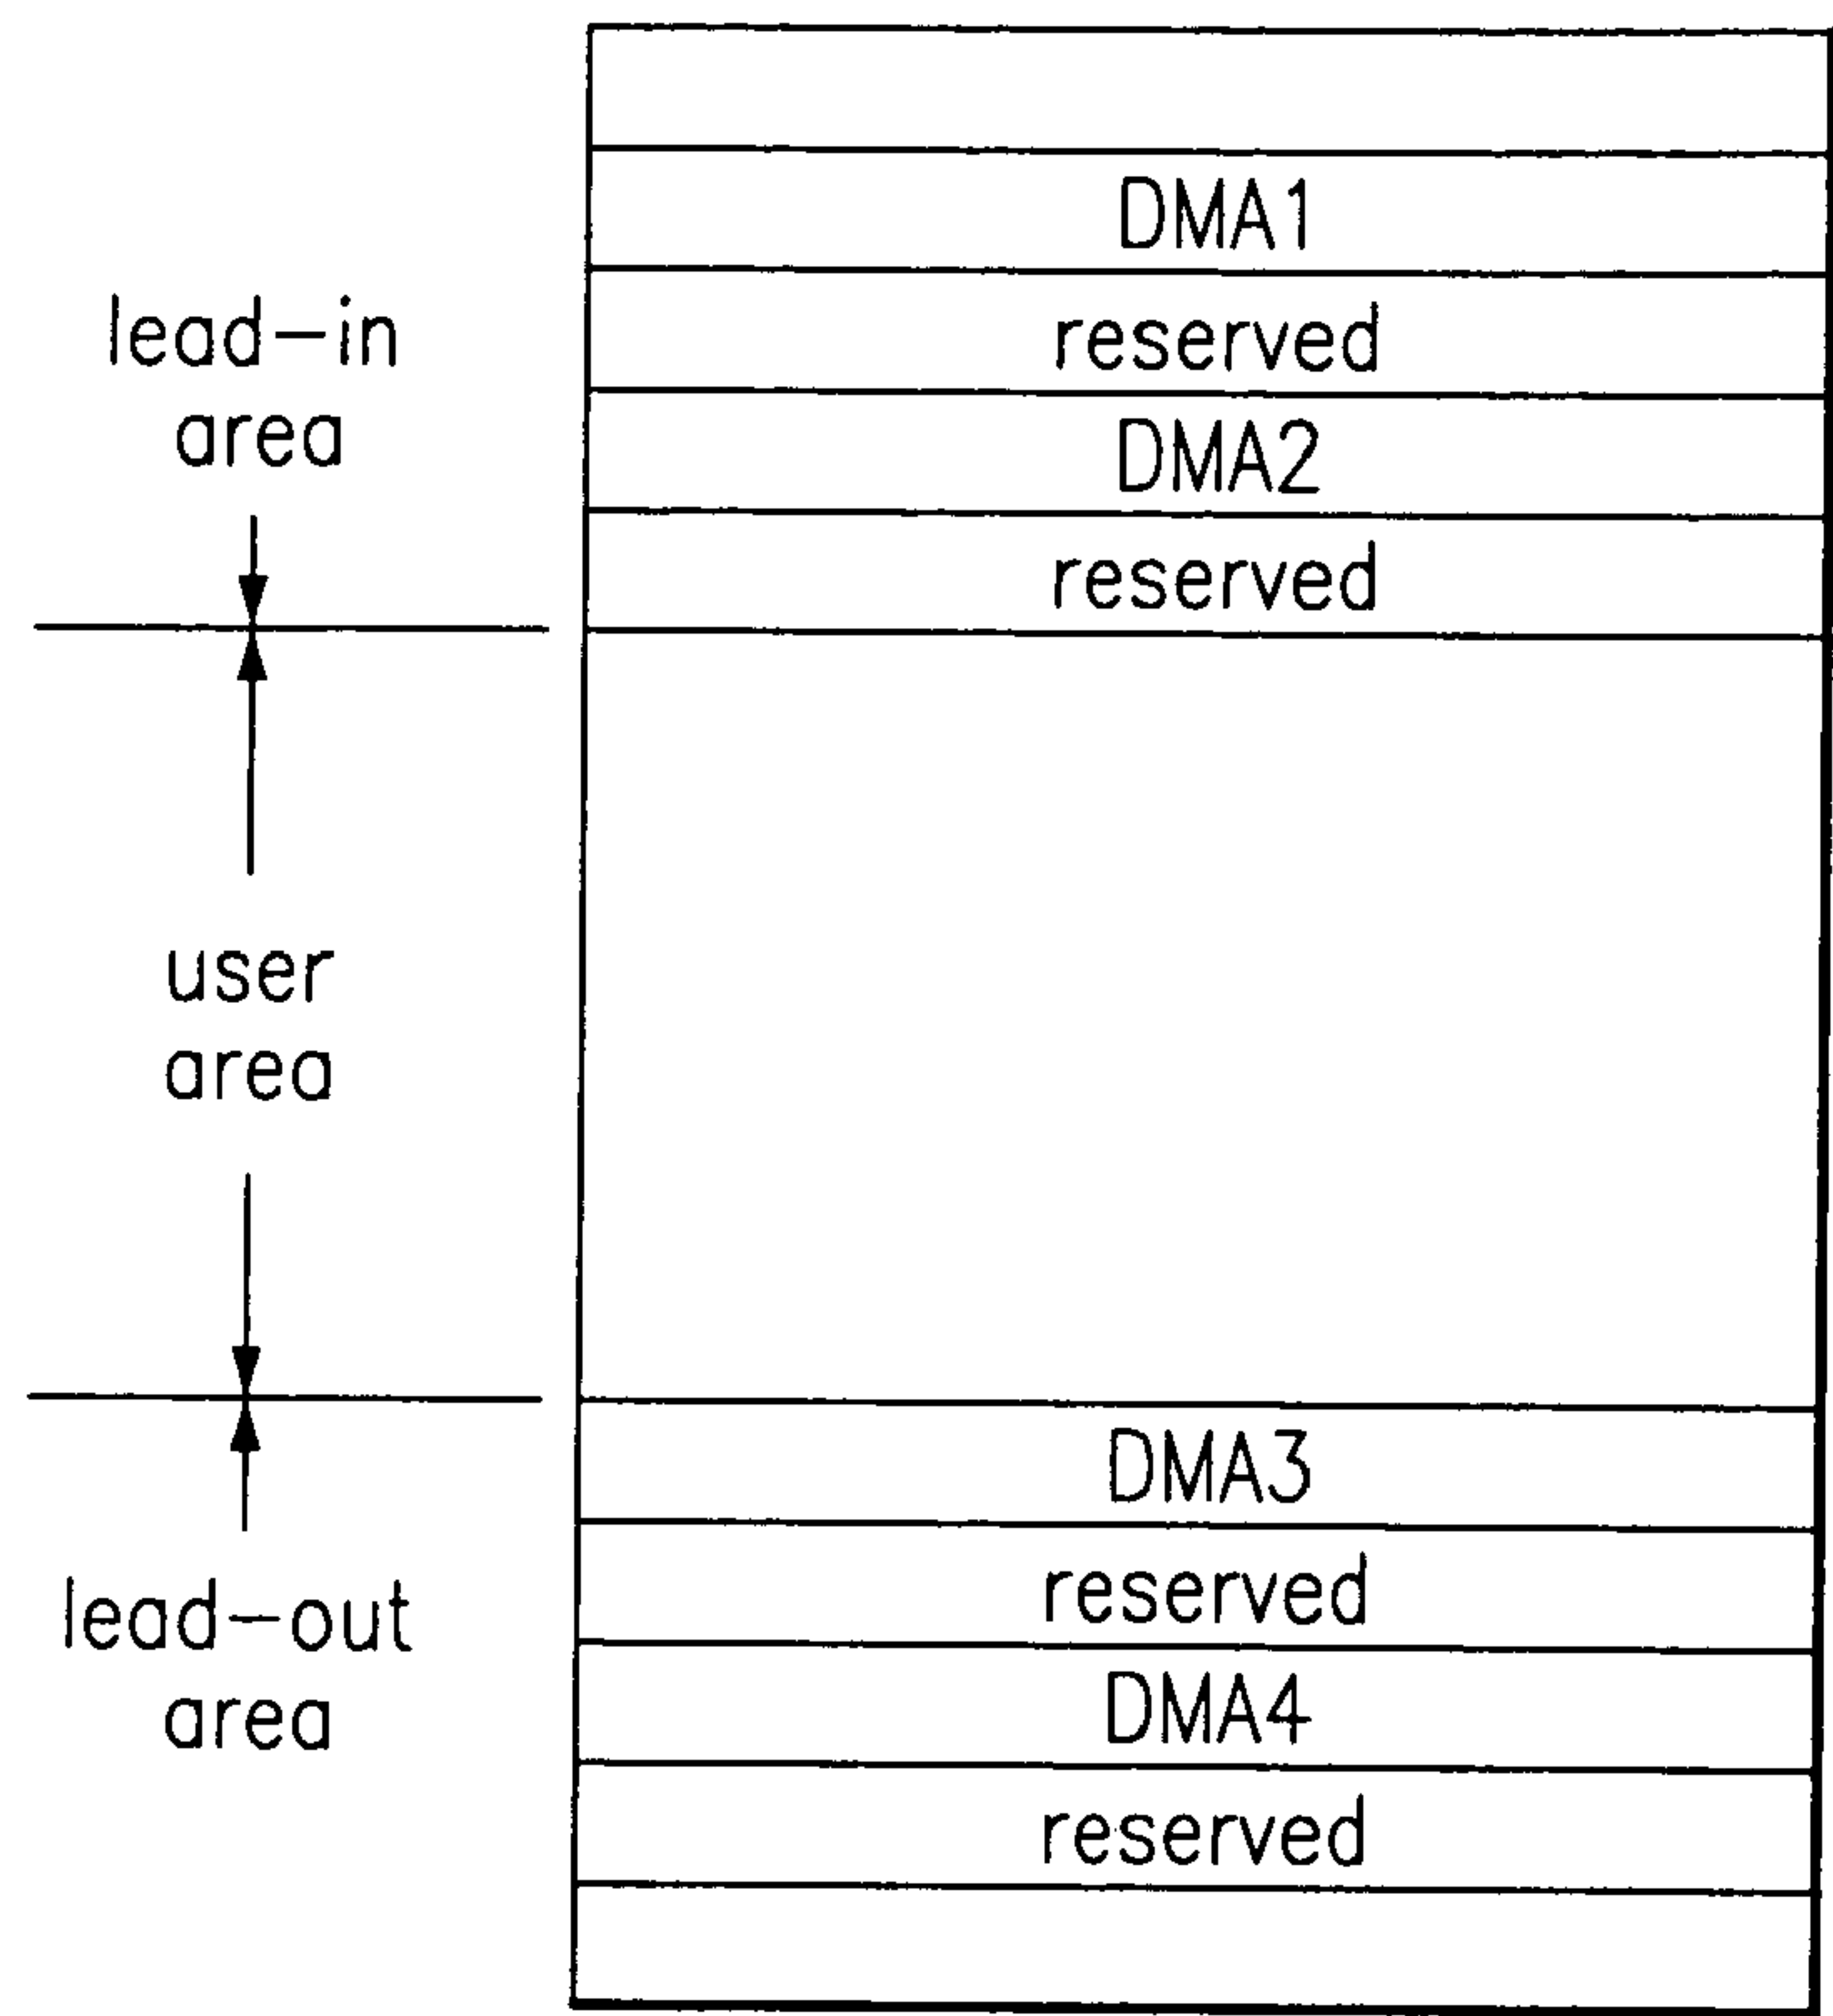 DMA1
lead-in
area
reserved
DMA2
reserved
user
area
DMA3
reserved
lead-out
area
DMA4
reserved